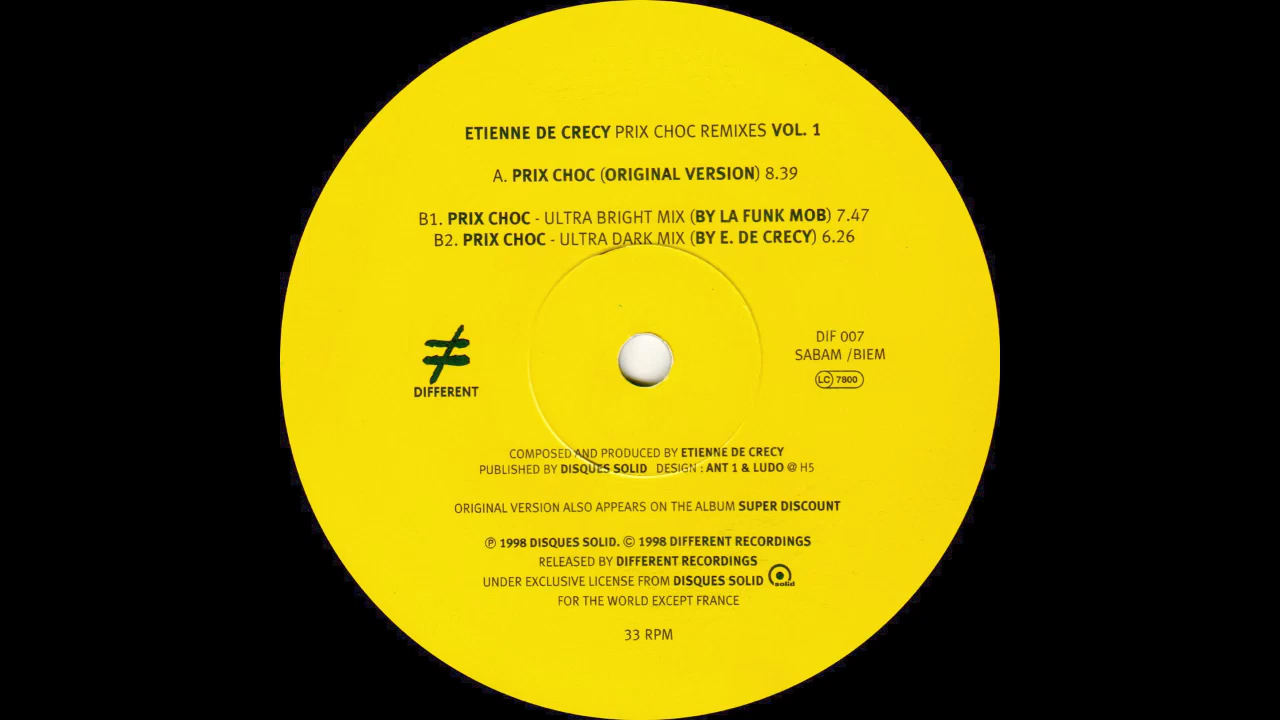 ETIENNE DE CRECY PRIX CHOC REMIXES VOL. 1
A. PRIX CHOC (ORIGINAL VERSION) 8.39
B1. PRIX CHOC - ULTRA BRIGHT MIX (BY LA FUNK MOB) 7.47
B2. PRIX CHOC - ULTRA DARK MIX (BY E. DE CRECY) 6.26
≠
DIFFERENT
DIF 007
SABAM /BIEM
LC 7800
COMPOSED AND PRODUCED BY ETIENNE DE CRECY
PUBLISHED BY DISQUES SOLID DESIGN : ANT 1 & LUDO @ H5
ORIGINAL VERSION ALSO APPEARS ON THE ALBUM SUPER DISCOUNT
℗ 1998 DISQUES SOLID. © 1998 DIFFERENT RECORDINGS
RELEASED BY DIFFERENT RECORDINGS
UNDER EXCLUSIVE LICENSE FROM DISQUES SOLID solid
FOR THE WORLD EXCEPT FRANCE
33 RPM